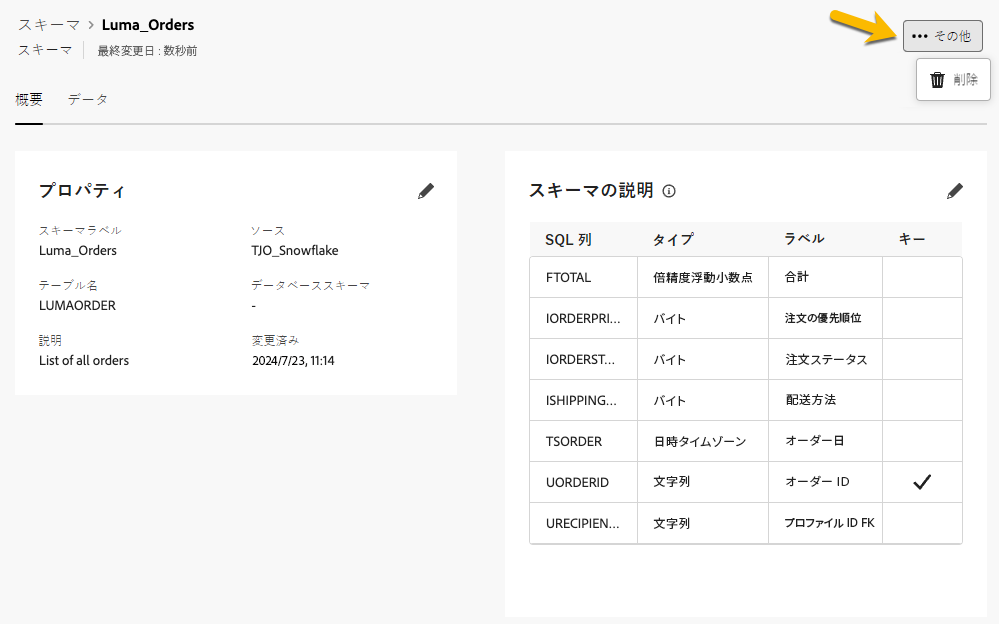 スキーマ > Luma_Orders
スキーマ 最終変更日 : 数秒前
••• その他
削除
概要 データ
プロパティ
スキーマラベル ソース
Luma_Orders TJO_Snowflake
テーブル名 データベーススキーマ
LUMAORDER -
説明 変更済み
List of all orders 2024/7/23, 11:14
スキーマの説明
SQL 列 タイプ ラベル キー
FTOTAL 倍精度浮動小数点 合計
IORDERPRI... バイト 注文の優先順位
IORDERST... バイト 注文ステータス
ISHIPPING... バイト 配送方法
TSORDER 日時タイムゾーン オーダー日
UORDERID 文字列 オーダー ID
URECIPIEN... 文字列 プロファイル ID FK